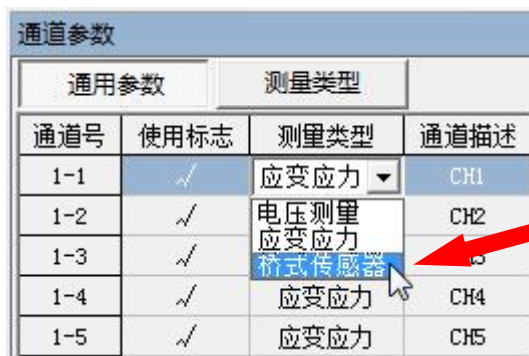 通道参数
通用参数 测量类型
通道号 使用标志 测量类型 通道描述
1-1 √ 应变应力 CH1
1-2 √ 电压测量 CH2
应变应力
1-3 √ 桥式传感器
1-4 √ 应变应力 CH4
1-5 √ 应变应力 CH5